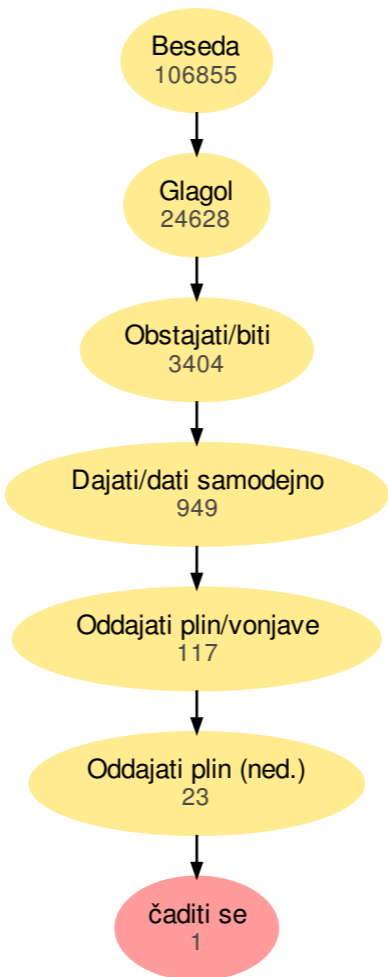 Beseda
106855
Glagol
24628
Obstajati/biti
3404
Dajati/dati samodejno
949
Oddajati plin/vonjave
117
Oddajati plin (ned.)
23
čaditi se
1